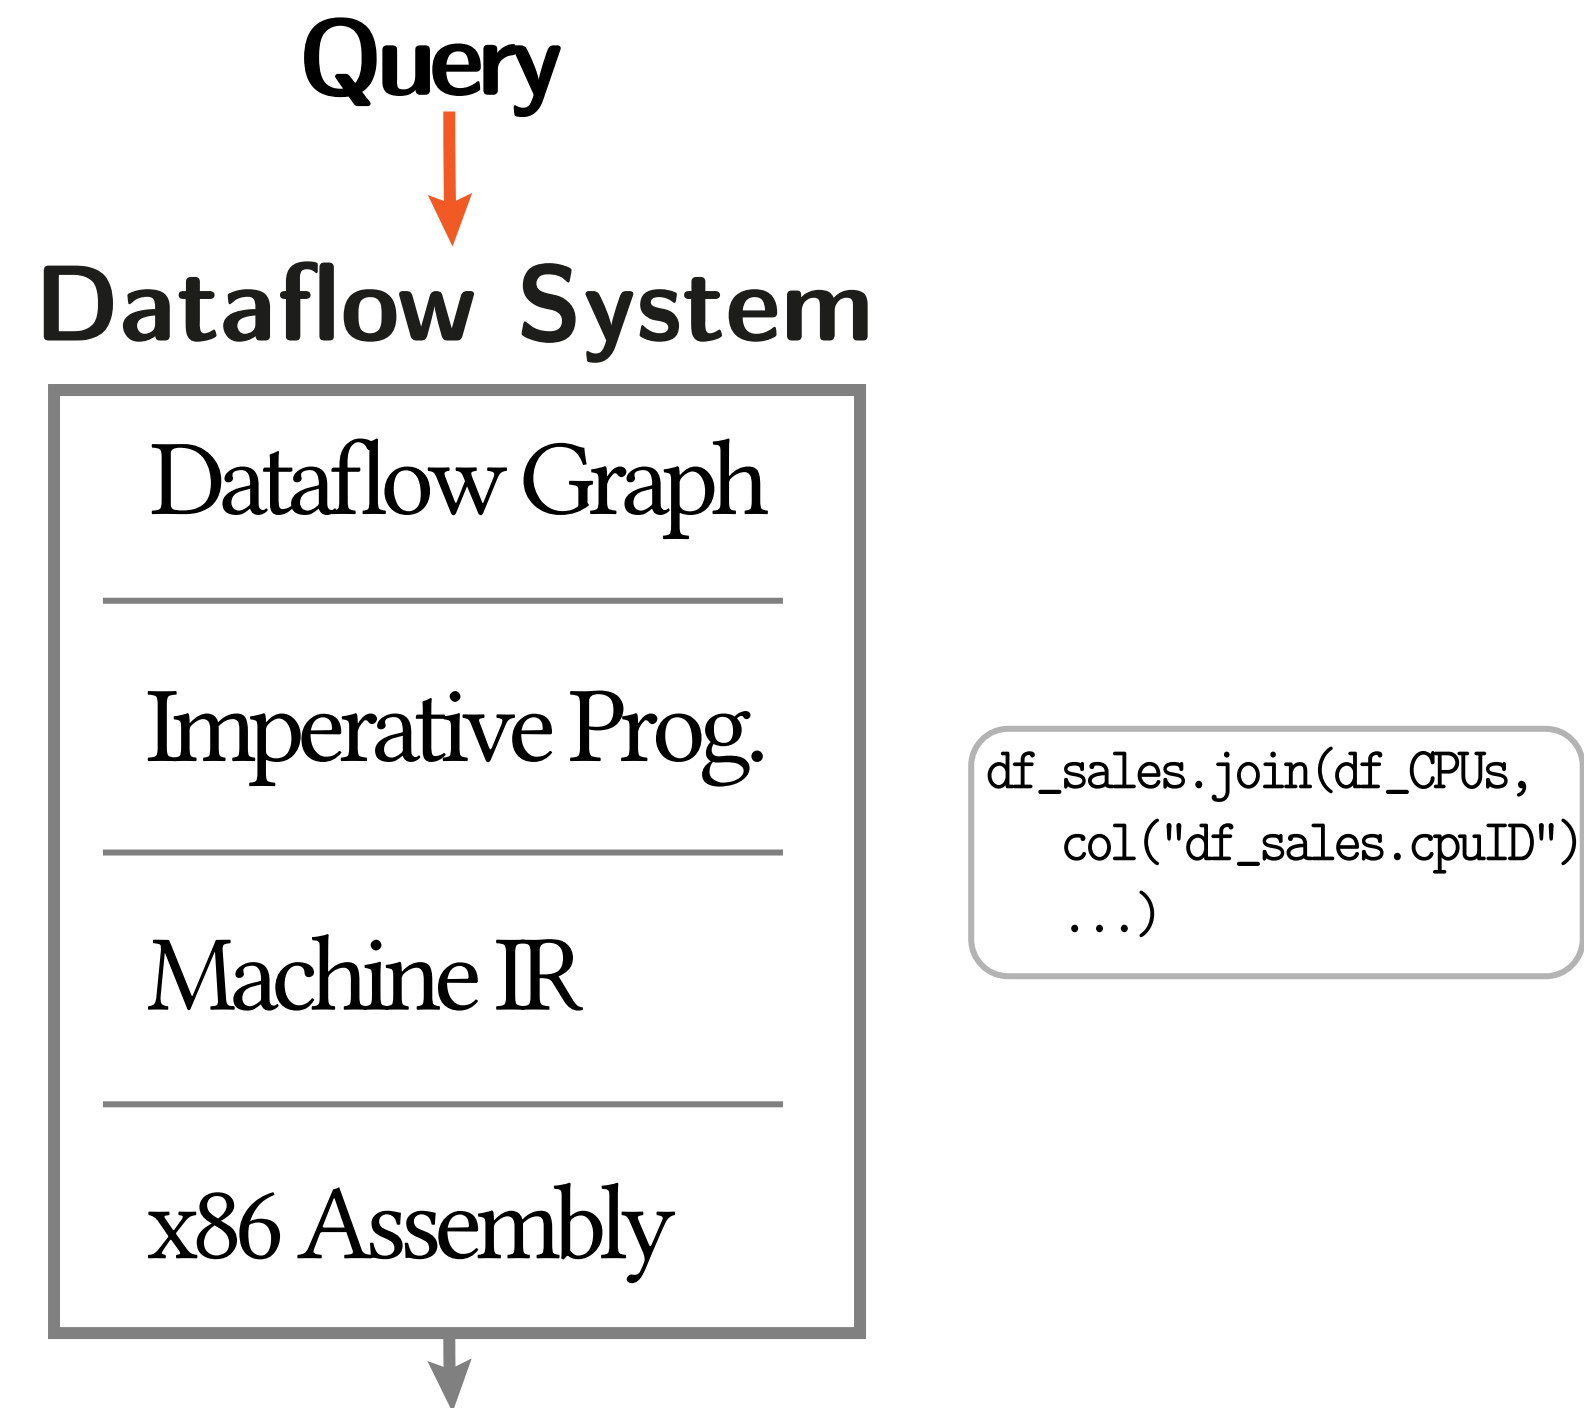 Query
Dataflow System
Dataflow Graph
Imperative Prog.
Machine IR
x86 Assembly
df_sales.join(df_CPUs,
col("df_sales.cpuID")
...)